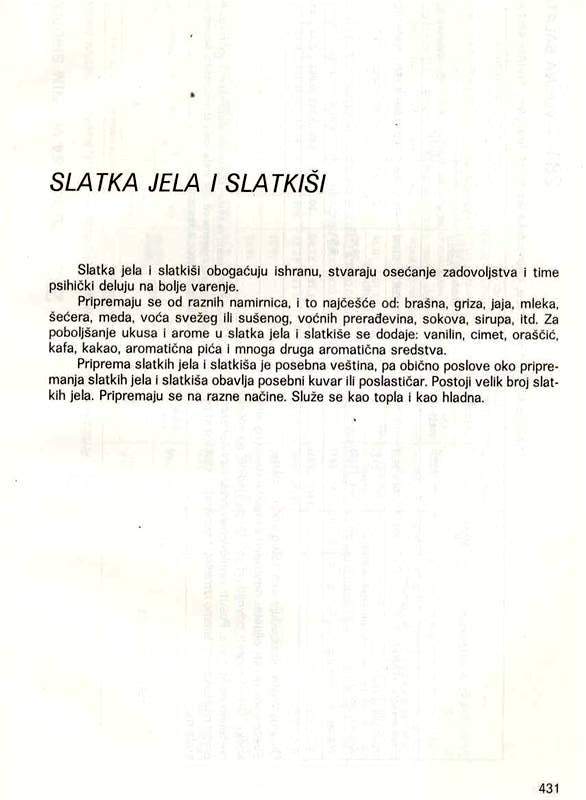 SLATKA JELA I SLATKIŠI
Slatka jela i slatkiši obogaćuju ishranu, stvaraju osećanje zadovoljstva i time
psihički deluju na bolje varenje.
Pripremaju se od raznih namirnica, i to najčešće od: brašna, griza, jaja, mleka,
šećera, meda, voća svežeg ili sušenog, voćnih prerađevina, sokova, sirupa, itd. Za
poboljšanje ukusa i arome u slatka jela i slatkiše se dodaje: vanilin, cimet, oraščić,
kafa, kakao, aromatična pića i mnoga druga aromatična sredstva.
Priprema slatkih jela i slatkiša je posebna veština, pa obično poslove oko pripre-
manja slatkih jela i slatkiša obavlja posebni kuvar ili poslastičar. Postoji velik broj slat-
kih jela. Pripremaju se na razne načine. Služe se kao topla i kao hladna.
431